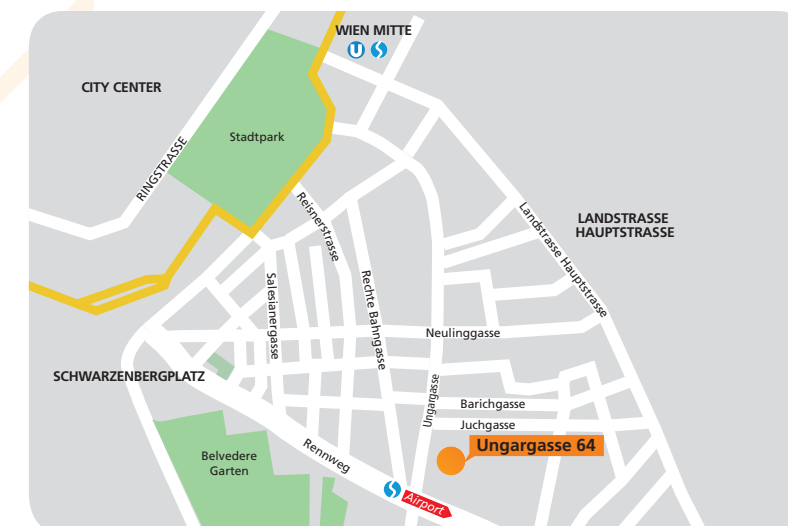 WIEN MITTE
U S
CITY CENTER
Stadtpark
RINGSTRASSE
Reisnerstrasse
Landstrasse Hauptstrasse
LANDSTRASSE
HAUPTSTRASSE
Salesianergasse
Rechte Bahngasse
Neulinggasse
SCHWARZENBERGPLATZ
Ungargasse
Barichgasse
Juchgasse
Ungargasse 64
Belvedere
Garten
Rennweg
S Airport